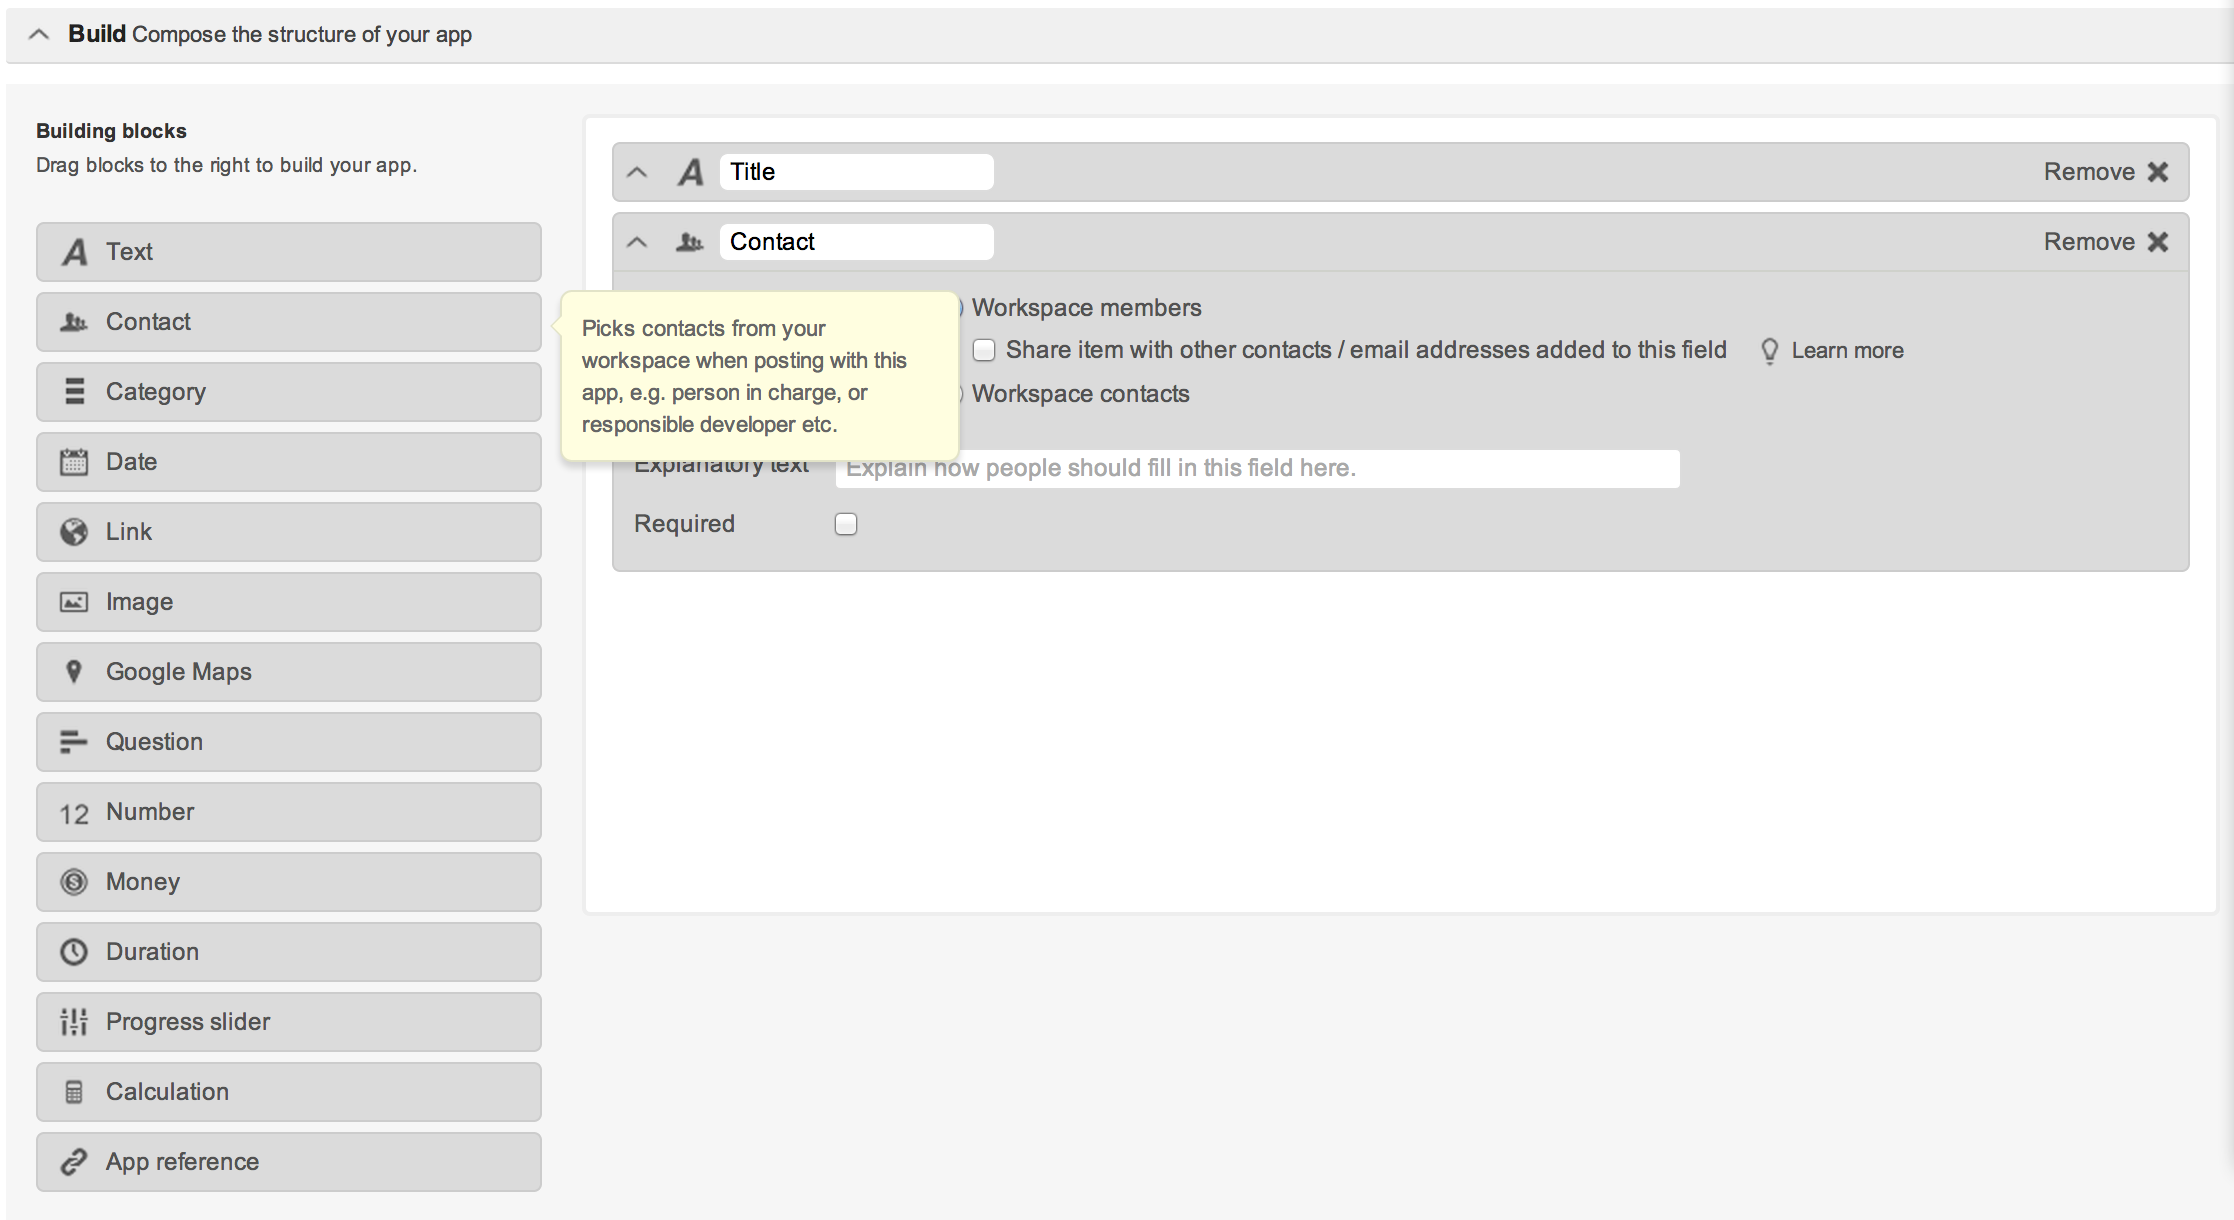 Build Compose the structure of your app
Building blocks
Drag blocks to the right to build your app.
Text
Contact
Category
Date
Link
Image
Google Maps
Question
12 Number
Money
Duration
Progress slider
Calculation
App reference
Picks contacts from your
workspace when posting with this
app, e.g. person in charge, or
responsible developer etc.
A Title Remove
Contact Remove
Workspace members
Share item with other contacts / email addresses added to this field Learn more
Workspace contacts
Explanatory text Explain how people should fill in this field here.
Required